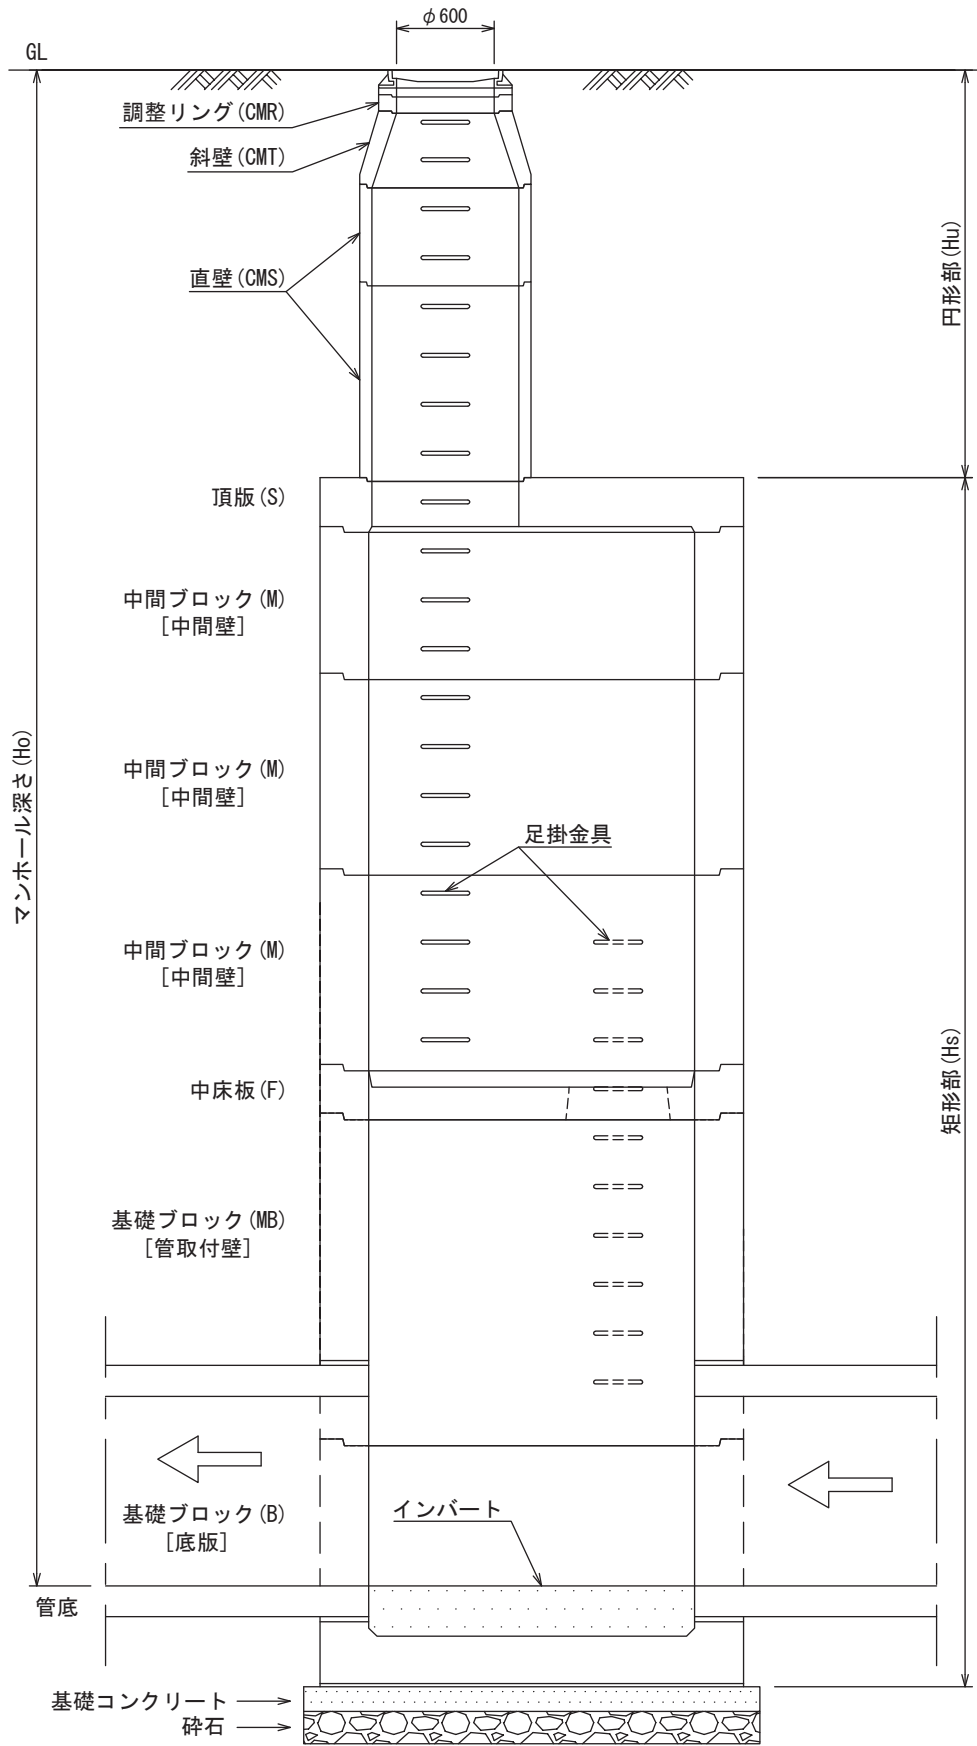 φ600
GL
調整リング(CMR)
斜壁(CMT)
直壁(CMS)
円形部(Hu)
頂版(S)
中間ブロック(M)
[中間壁]
マンホール深さ(Ho)
中間ブロック(M)
[中間壁]
足掛金具
中間ブロック(M)
[中間壁]
矩形部(Hs)
中床板(F)
基礎ブロック(MB)
[管取付壁]
インバート
基礎ブロック(B)
[底版]
管底
基礎コンクリート
砕石